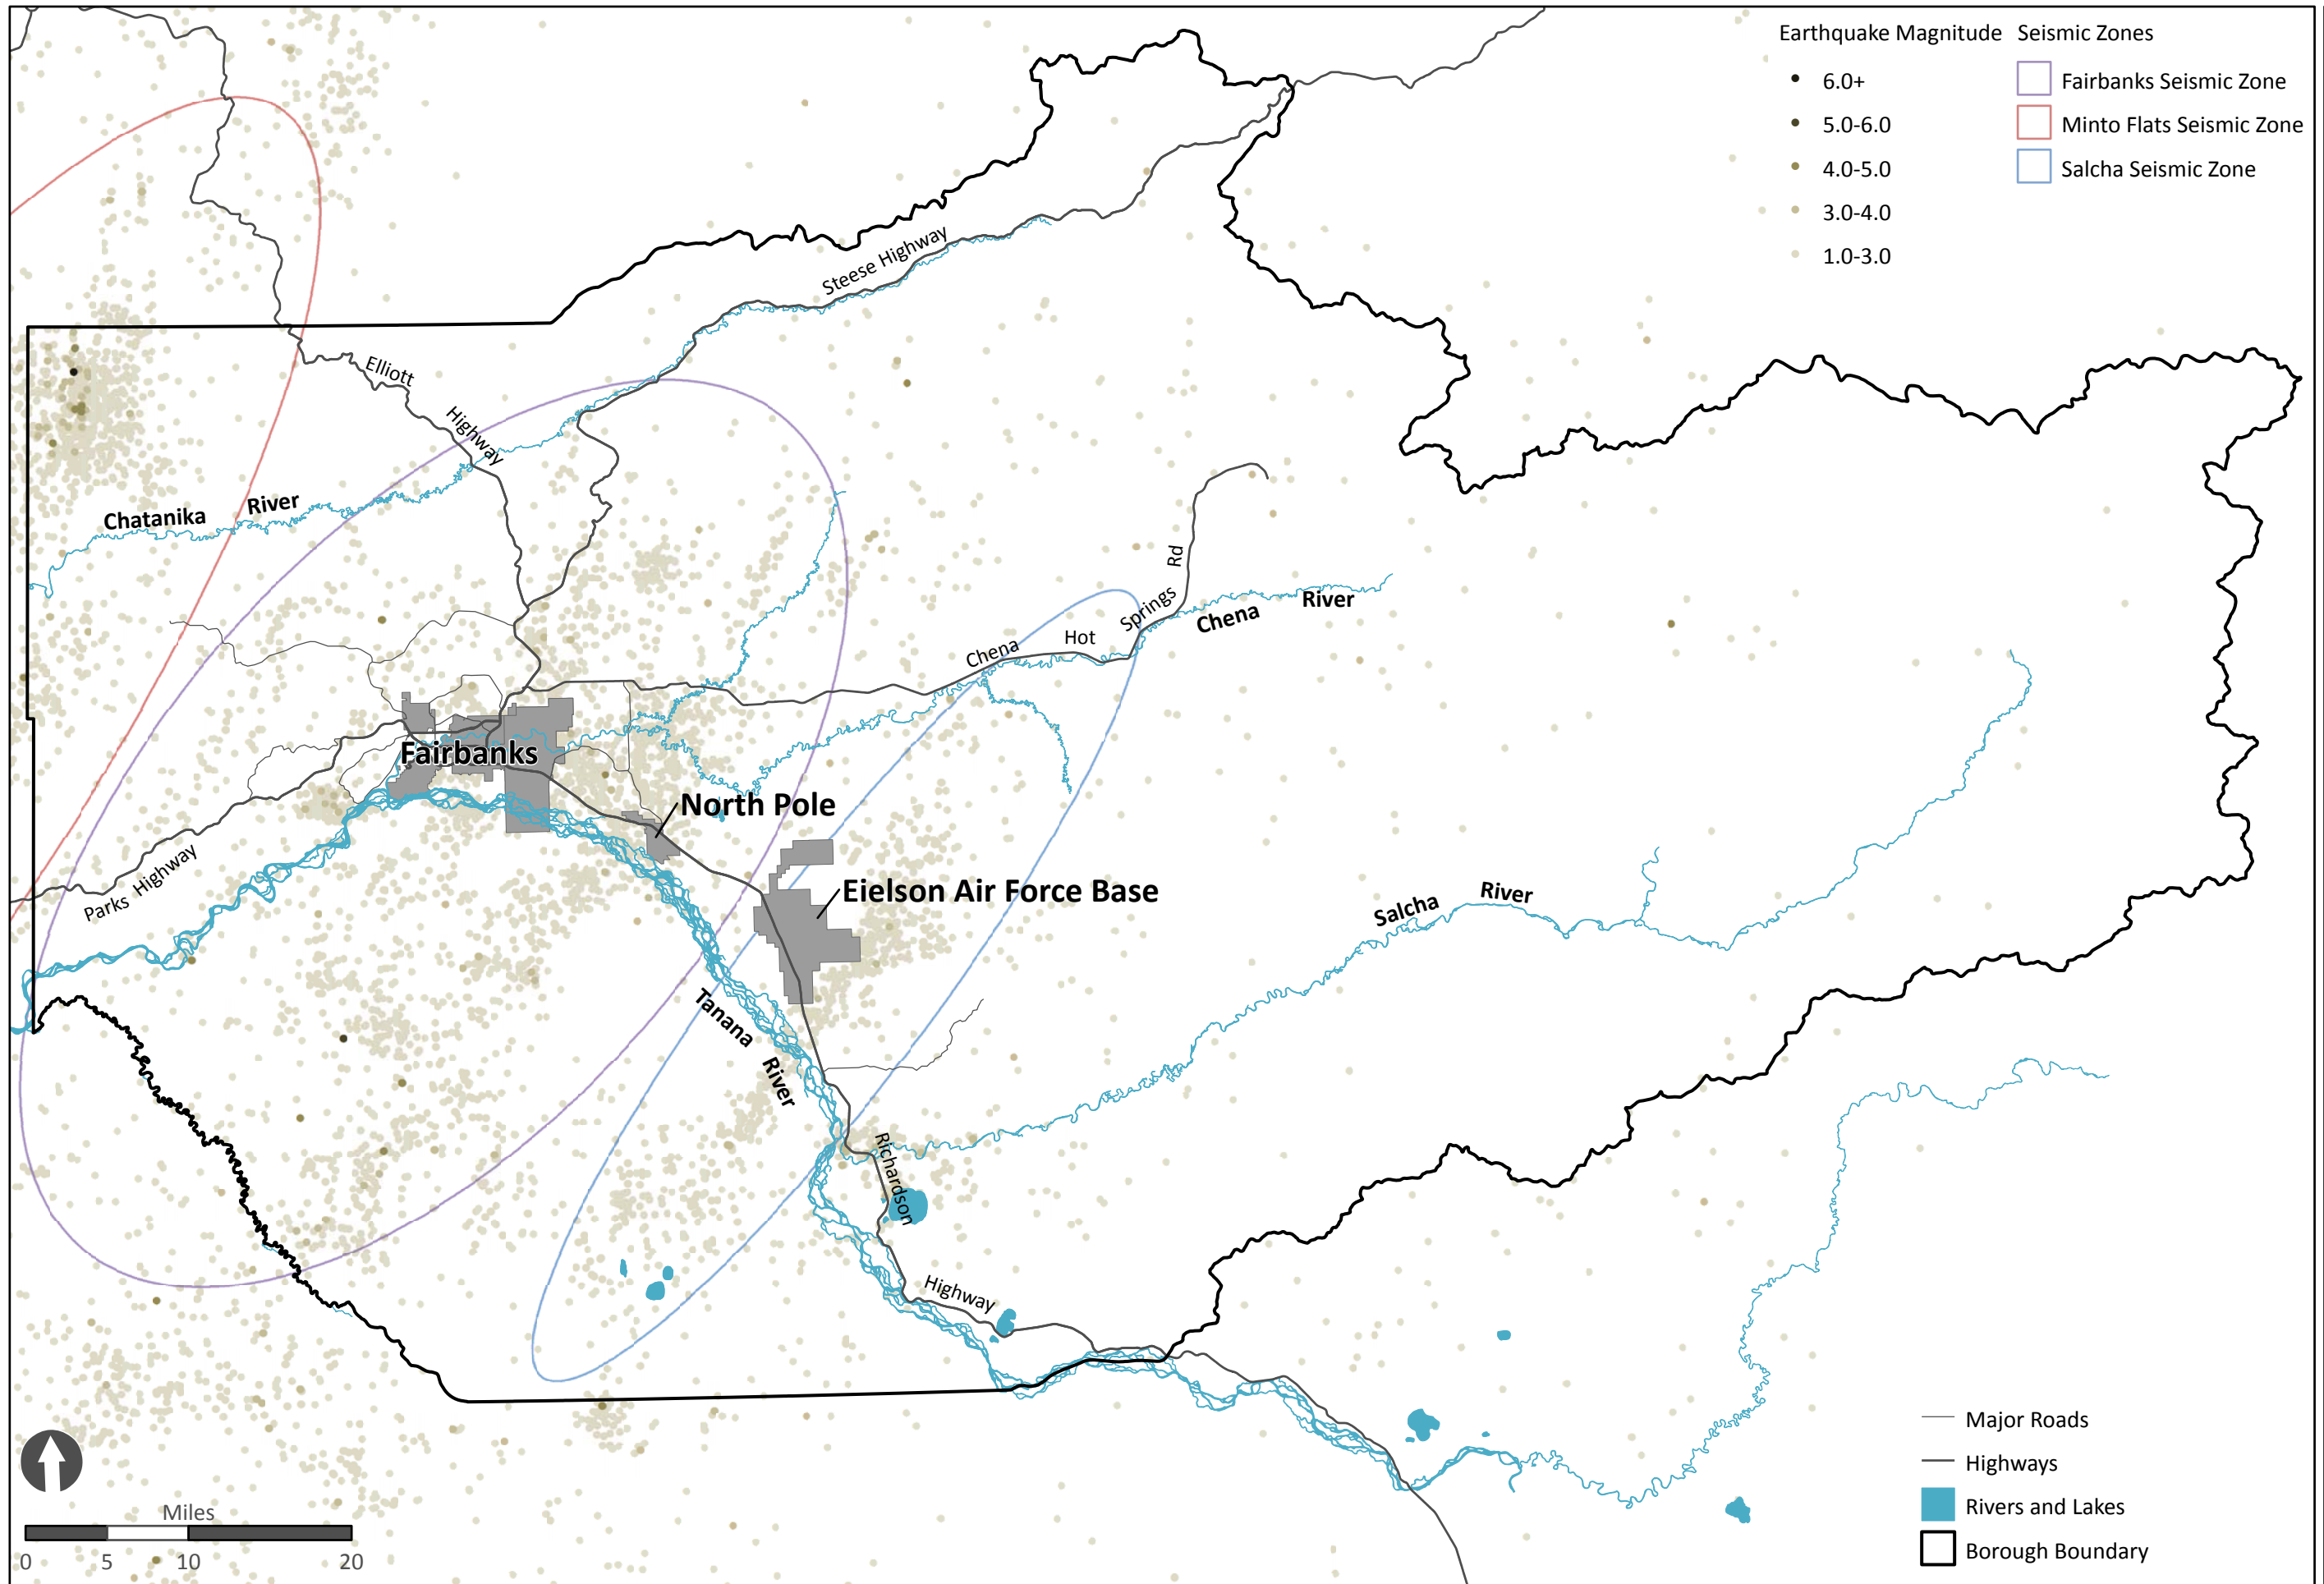 Earthquake Magnitude
6.0+
5.0-6.0
4.0-5.0
3.0-4.0
1.0-3.0
Seismic Zones
Fairbanks Seismic Zone
Minto Flats Seismic Zone
Salcha Seismic Zone
Steese Highway
Elliott
Highway
Chatanika River
Chena Hot Springs Rd
Chena River
Fairbanks
North Pole
Eielson Air Force Base
Parks Highway
Salcha River
Tanana River
Richardson
Highway
Miles
0 5 10 20
Major Roads
Highways
Rivers and Lakes
Borough Boundary